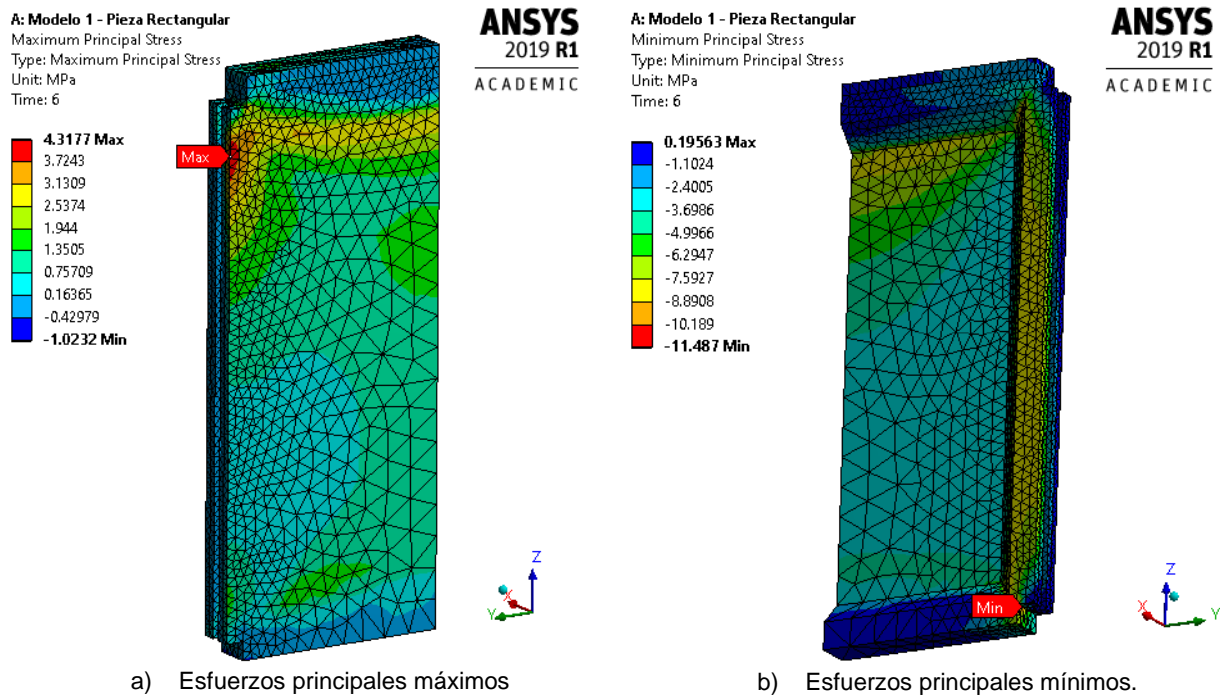 A: Modelo 1 - Pieza Rectangular
Maximum Principal Stress
Type: Maximum Principal Stress
Unit: MPa
Time: 6
4.3177 Max
3.7243
3.1309
2.5374
1.944
1.3505
0.75709
0.16365
-0.42979
-1.0232 Min
Max
ANSYS
2019 R1
ACADEMIC
Z
X
Y
a) Esfuerzos principales máximos
A: Modelo 1 - Pieza Rectangular
Minimum Principal Stress
Type: Minimum Principal Stress
Unit: MPa
Time: 6
0.19563 Max
-1.1024
-2.4005
-3.6986
-4.9966
-6.2947
-7.5927
-8.8908
-10.189
-11.487 Min
Min
ANSYS
2019 R1
ACADEMIC
Z
X
Y
b) Esfuerzos principales mínimos.